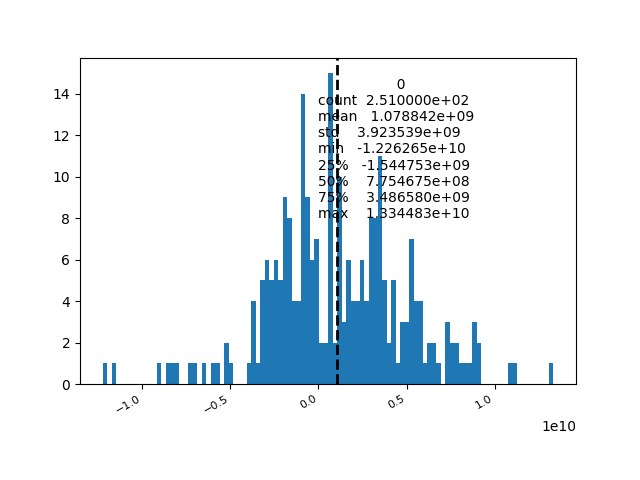 0
count 2.510000e+02
mean 1.078842e+09
std 3.923539e+09
min -1.226265e+10
25% -1.544753e+09
50% 7.754675e+08
75% 3.486580e+09
max 1.334483e+10
14
12
10
8
6
4
2
0
−1.0 −0.5 0.0 0.5 1.0
1e10